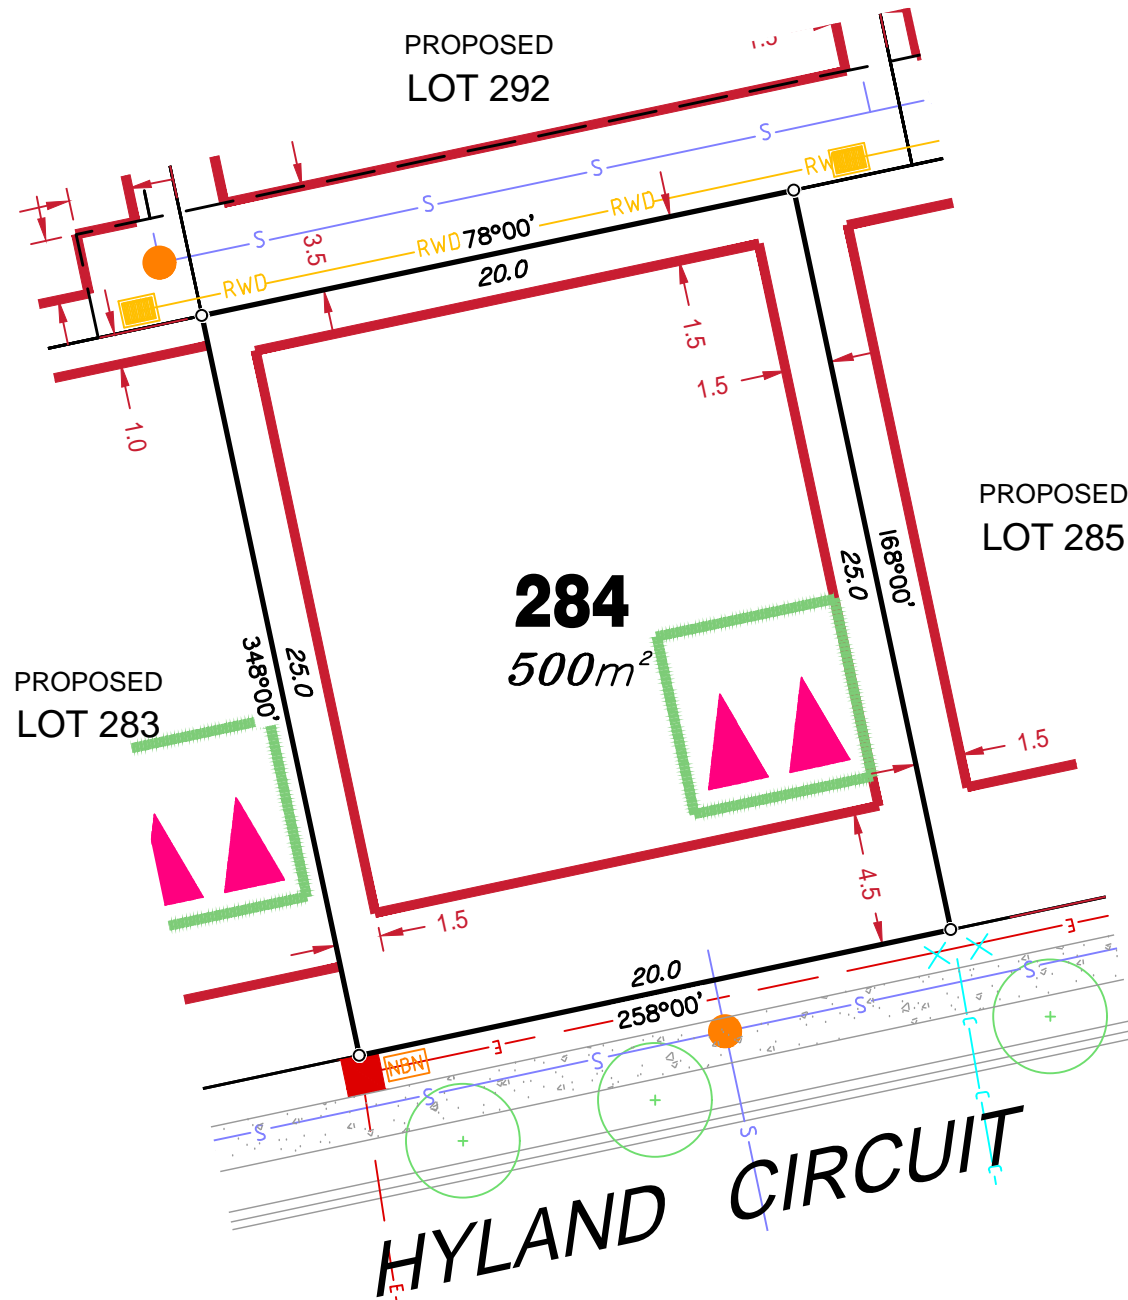 PROPOSED
LOT 292
S
S
S
S
RWD
RWD
RWD
3.5
78°00'
20.0
1.5
1.5
1.0
PROPOSED
LOT 285
25.0
168°00'
284
500m²
348°00'
25.0
PROPOSED
LOT 283
1.5
1.5
4.5
20.0
258°00'
E
E
S
S
S
S
S
S
NBN
E
C
C
C
HYLAND CIRCUIT